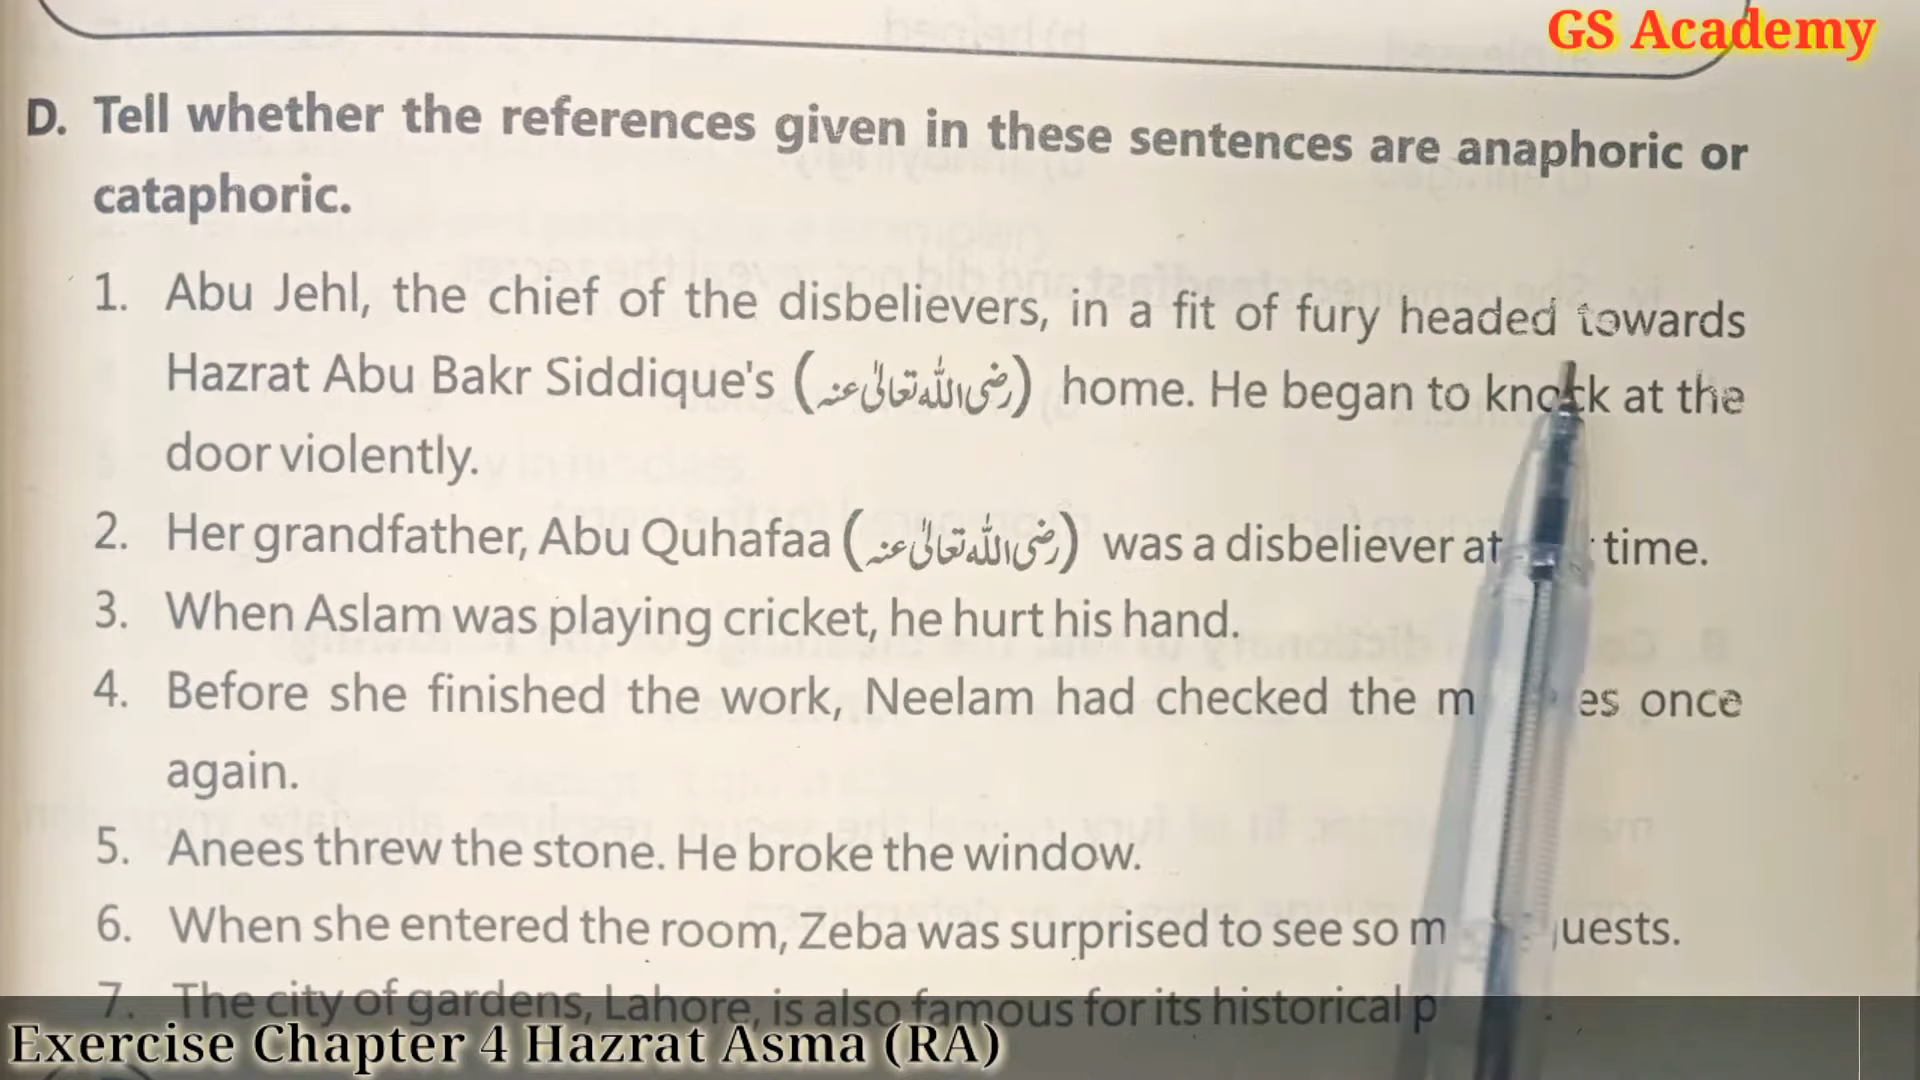 GS Academy
D. Tell whether the references given in these sentences are anaphoric or
cataphoric.
1. Abu Jehl, the chief of the disbelievers, in a fit of fury headed towards
Hazrat Abu Bakr Siddique's (رضی اللہ تعالیٰ عنہ) home. He began to knock at the
door violently.
2. Her grandfather, Abu Quhafaa (رضی اللہ تعالیٰ عنہ) was a disbeliever at time.
3. When Aslam was playing cricket, he hurt his hand.
4. Before she finished the work, Neelam had checked the once
again.
5. Anees threw the stone. He broke the window.
6. When she entered the room, Zeba was surprised to see so
7. The city of gardens, Lahore, is also famous for its historical
Exercise Chapter 4 Hazrat Asma (RA)